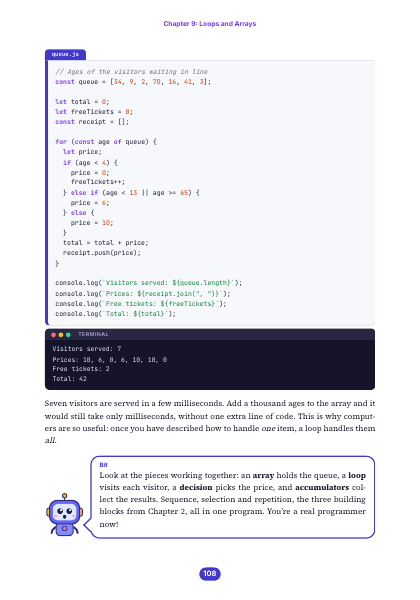 Chapter 9: Loops and Arrays
queue.js
// Ages of the visitors waiting in line
const queue = [34, 9, 2, 70, 16, 41, 3];
let total = 0;
let freeTickets = 0;
const receipt = [];
for (const age of queue) {
let price;
if (age < 4) {
price = 0;
freeTickets++;
} else if (age < 13 || age >= 65) {
price = 6;
} else {
price = 10;
}
total = total + price;
receipt.push(price);
}
console.log(`Visitors served: ${queue.length}`);
console.log(`Prices: ${receipt.join(", ")}`);
console.log(`Free tickets: ${freeTickets}`);
console.log(`Total: ${total}`);
TERMINAL
Visitors served: 7
Prices: 10, 6, 0, 6, 10, 10, 0
Free tickets: 2
Total: 42
Seven visitors are served in a few milliseconds. Add a thousand ages to the array and it
would still take only milliseconds, without one extra line of code. This is why comput-
ers are so useful: once you have described how to handle one item, a loop handles them
all.
Bit
Look at the pieces working together: an array holds the queue, a loop
visits each visitor, a decision picks the price, and accumulators col-
lect the results. Sequence, selection and repetition, the three building
blocks from Chapter 2, all in one program. You're a real programmer
now!
108